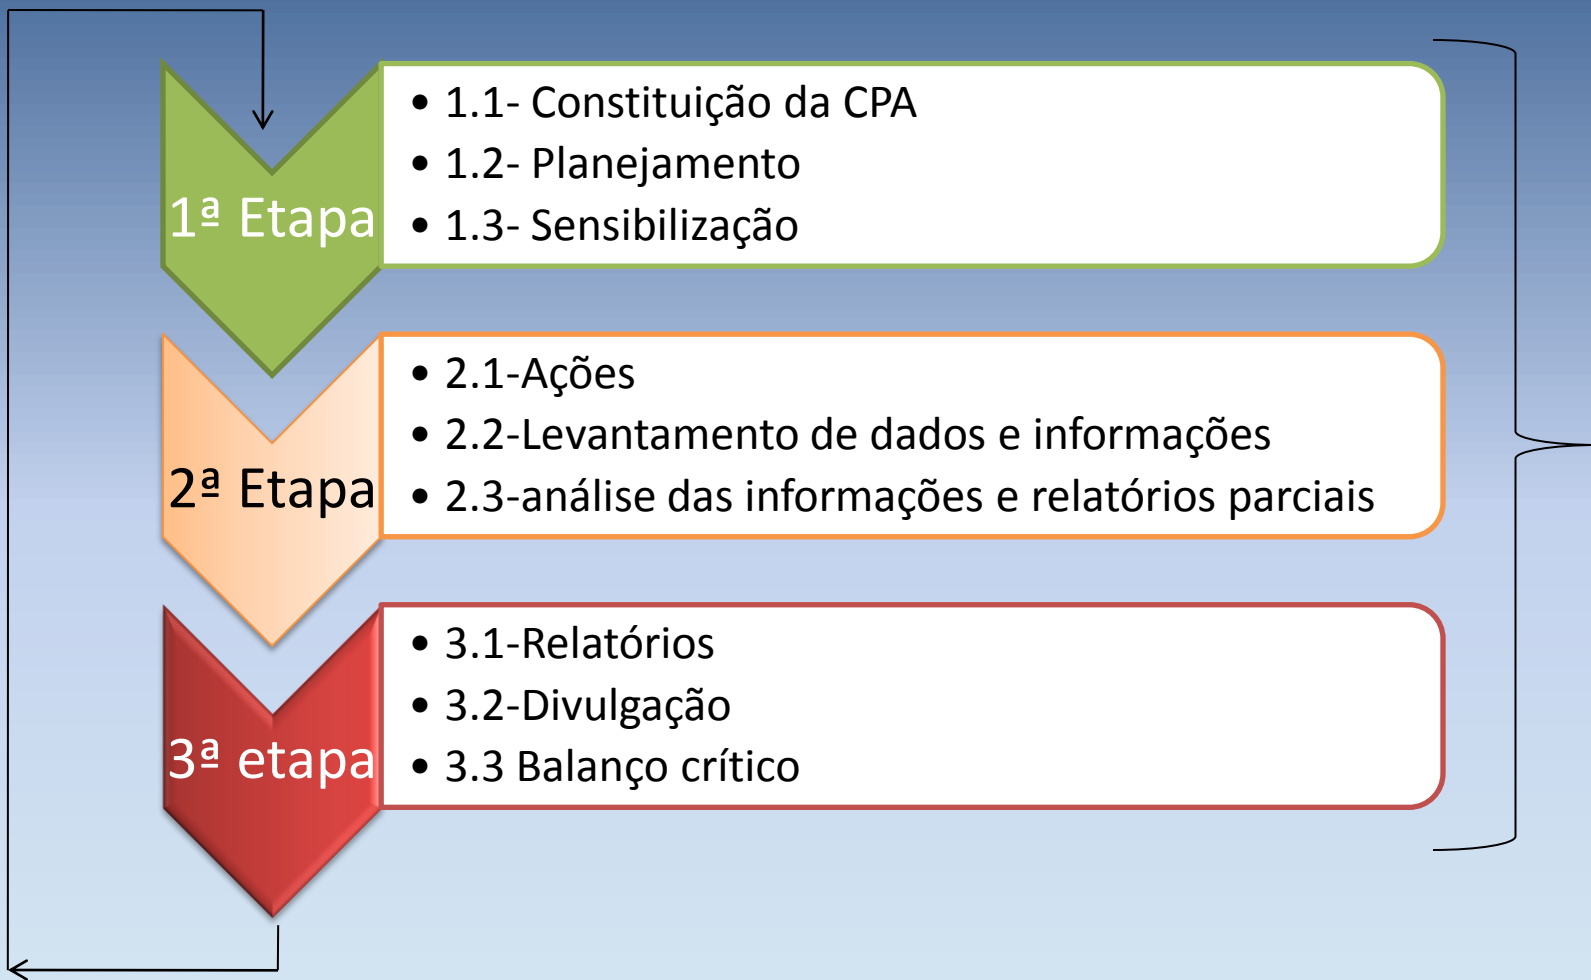 1ª Etapa
• 1.1- Constituição da CPA
• 1.2- Planejamento
• 1.3- Sensibilização
2ª Etapa
• 2.1-Ações
• 2.2-Levantamento de dados e informações
• 2.3-análise das informações e relatórios parciais
3ª etapa
• 3.1-Relatórios
• 3.2-Divulgação
• 3.3 Balanço crítico